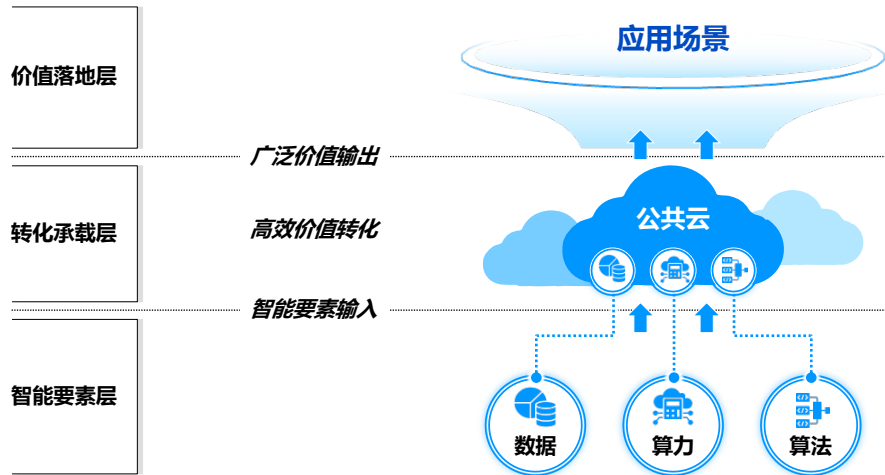 应用场景
价值落地层
广泛价值输出
公共云
转化承载层
高效价值转化
智能要素输入
智能要素层
数据
算力
算法